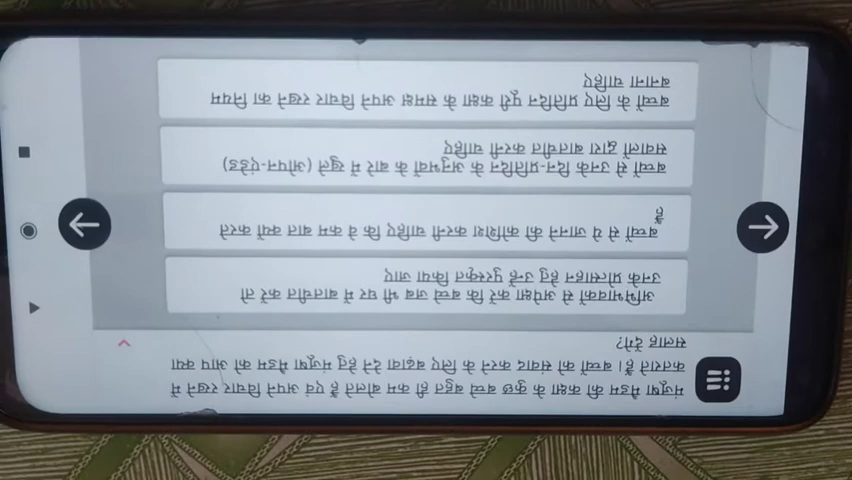 मंजूषा मैडम की कक्षा के कुछ बच्चे बहुत ही कम बोलते हैं एवं अपने विचार रखने में
कतराते हैं। बच्चों को संवाद करने के लिए बढ़ावा देने हेतु मंजूषा मैडम को आप क्या
सलाह देंगे?
अभिभावकों से अपेक्षा करें कि बच्चे जब भी घर में बातचीत करें तो
उनके प्रोत्साहन हेतु उन्हें पुरस्कृत किया जाए
बच्चों से ये जानने की कोशिश करनी चाहिए कि वे कम बात क्यों करते
हैं
बच्चों से उनके दिन-प्रतिदिन के अनुभवों के बारे में खुले (ओपन-एंडेड)
सवालों द्वारा बातचीत करनी चाहिए
बच्चों के लिए प्रतिदिन पूरी कक्षा के समक्ष अपने विचार रखने का नियम
बनाना चाहिए